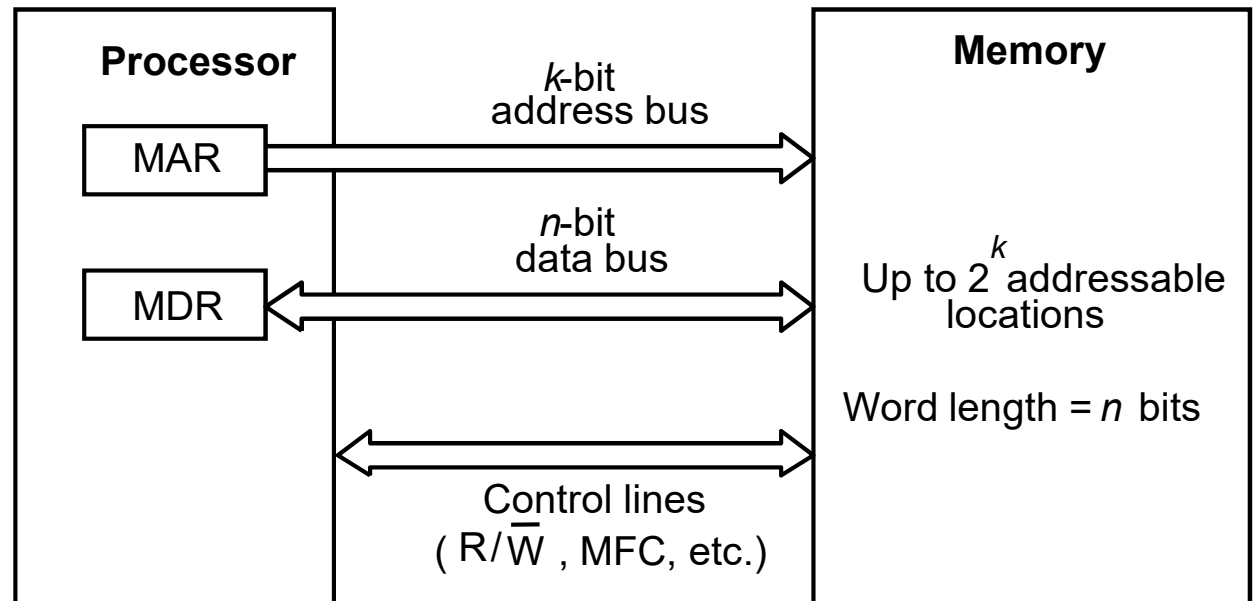 Processor
MAR
MDR
k-bit
address bus
n-bit
data bus
Control lines
( R/W̅ , MFC, etc.)
Memory
Up to 2ᵏ addressable
locations
Word length = n bits